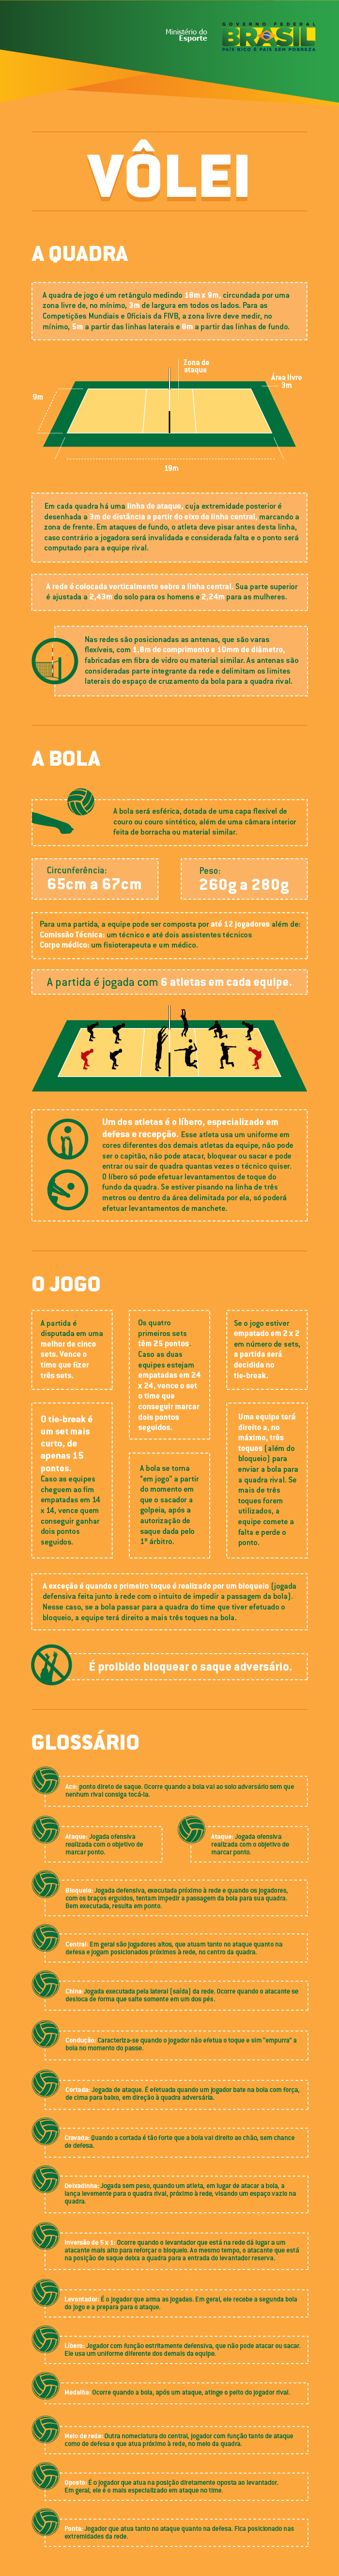 Ministério do
Esporte
GOVERNO FEDERAL
BRASIL
PAÍS RICO É PAÍS SEM POBREZA
VÔLEI
A QUADRA
A quadra de jogo é um retângulo medindo 18m x 9m, circundada por uma
zona livre de, no mínimo, 3m de largura em todos os lados. Para as
Competições Mundiais e Oficiais da FIVB, a zona livre deve medir, no
mínimo, 5m a partir das linhas laterais e 8m a partir das linhas de fundo.
Zona de
ataque
Área livre
3m
9m
19m
Em cada quadra há uma linha de ataque, cuja extremidade posterior é
desenhada a 3m de distância a partir do eixo da linha central, marcando a
zona de frente. Em ataques de fundo, o atleta deve pisar antes desta linha,
caso contrário a jogadora será invalidada e considerada falta e o ponto será
computado para a equipe rival.
A rede é colocada verticalmente sobre a linha central. Sua parte superior
é ajustada a 2,43m do solo para os homens e 2,24m para as mulheres.
Nas redes são posicionadas as antenas, que são varas
flexíveis, com 1,8m de comprimento e 10mm de diâmetro,
fabricadas em fibra de vidro ou material similar. As antenas são
consideradas parte integrante da rede e delimitam os limites
laterais do espaço de cruzamento da bola para a quadra rival.
A BOLA
A bola será esférica, dotada de uma capa flexível de
couro ou couro sintético, além de uma câmara interior
feita de borracha ou material similar.
Circunferência:
65cm a 67cm
Peso:
260g a 280g
Para uma partida, a equipe pode ser composta por até 12 jogadores além de:
Comissão Técnica: um técnico e até dois assistentes técnicos
Corpo médico: um fisioterapeuta e um médico.
A partida é jogada com 6 atletas em cada equipe.
Um dos atletas é o líbero, especializado em
defesa e recepção. Esse atleta usa um uniforme em
cores diferentes dos demais atletas da equipe, não pode
ser o capitão, não pode atacar, bloquear ou sacar e pode
entrar ou sair de quadra quantas vezes o técnico quiser.
O líbero só pode efetuar levantamentos de toque do
fundo da quadra. Se estiver pisando na linha de três
metros ou dentro da área delimitada por ela, só poderá
efetuar levantamentos de manchete.
O JOGO
A partida é
disputada em uma
melhor de cinco
sets. Vence o
time que fizer
três sets.
Os quatro
primeiros sets
têm 25 pontos.
Caso as duas
equipes estejam
empatadas em 24
x 24, vence o set
o time que
conseguir marcar
dois pontos
seguidos.
Se o jogo estiver
empatado em 2 x 2
em número de sets,
a partida será
decidida no
tie-break.
O tie-break é
um set mais
curto, de
apenas 15
pontos.
Caso as equipes
cheguem ao fim
empatadas em 14
x 14, vence quem
conseguir ganhar
dois pontos
seguidos.
A bola se torna
"em jogo" a partir
do momento em
que o sacador a
golpeia, após a
autorização de
saque dada pelo
1º árbitro.
Uma equipe terá
direito a, no
máximo, três
toques (além do
bloqueio) para
enviar a bola para
a quadra rival. Se
mais de três
toques forem
utilizados, a
equipe comete a
falta e perde o
ponto.
A exceção é quando o primeiro toque é realizado por um bloqueio (jogada
defensiva feita junto à rede com o intuito de impedir a passagem da bola).
Nesse caso, se a bola passar para a quadra do time que tiver efetuado o
bloqueio, a equipe terá direito a mais três toques na bola.
É proibido bloquear o saque adversário.
GLOSSÁRIO
Ace: ponto direto de saque. Ocorre quando a bola vai ao solo adversário sem que
nenhum rival consiga tocá-la.
Ataque: Jogada ofensiva
realizada com o objetivo de
marcar ponto.
Ataque: Jogada ofensiva
realizada com o objetivo de
marcar ponto.
Bloqueio: Jogada defensiva, executada próximo à rede e quando os jogadores,
com os braços erguidos, tentam impedir a passagem da bola para sua quadra.
Bem executada, resulta em ponto.
Central: Em geral são jogadores altos, que atuam tanto no ataque quanto na
defesa e jogam posicionados próximos à rede, no centro da quadra.
China: Jogada executada pela lateral (saída) da rede. Ocorre quando o atacante se
desloca de forma que salte somente em um dos pés.
Condução: Caracteriza-se quando o jogador não efetua o toque e sim "empurra" a
bola no momento do passe.
Cortada: Jogada de ataque. É efetuada quando um jogador bate na bola com força,
de cima para baixo, em direção à quadra adversária.
Cravada: Quando a cortada é tão forte que a bola vai direito ao chão, sem chance
de defesa.
Deixadinha: Jogada sem peso, quando um atleta, em lugar de atacar a bola, a
lança levemente para o quadra rival, próximo à rede, visando um espaço vazio na
quadra.
Inversão de 5 x 1: Ocorre quando o levantador que está na rede dá lugar a um
atacante mais alto para reforçar o bloqueio. Ao mesmo tempo, o atacante que está
na posição de saque deixa a quadra para a entrada do levantador reserva.
Levantador: É o jogador que arma as jogadas. Em geral, ele recebe a segunda bola
do jogo e a prepara para o ataque.
Líbero: Jogador com função estritamente defensiva, que não pode atacar ou sacar.
Ele usa um uniforme diferente dos demais da equipe.
Medalha: Ocorre quando a bola, após um ataque, atinge o peito do jogador rival.
Meio de rede: Outra nomeclatura do central, jogador com função tanto de ataque
como de defesa e que atua próximo à rede, no meio da quadra.
Oposto: É o jogador que atua na posição diretamente oposta ao levantador.
Em geral, ele é o mais especializado em ataque no time.
Ponta: Jogador que atua tanto no ataque quanto na defesa. Fica posicionado nas
extremidades da rede.